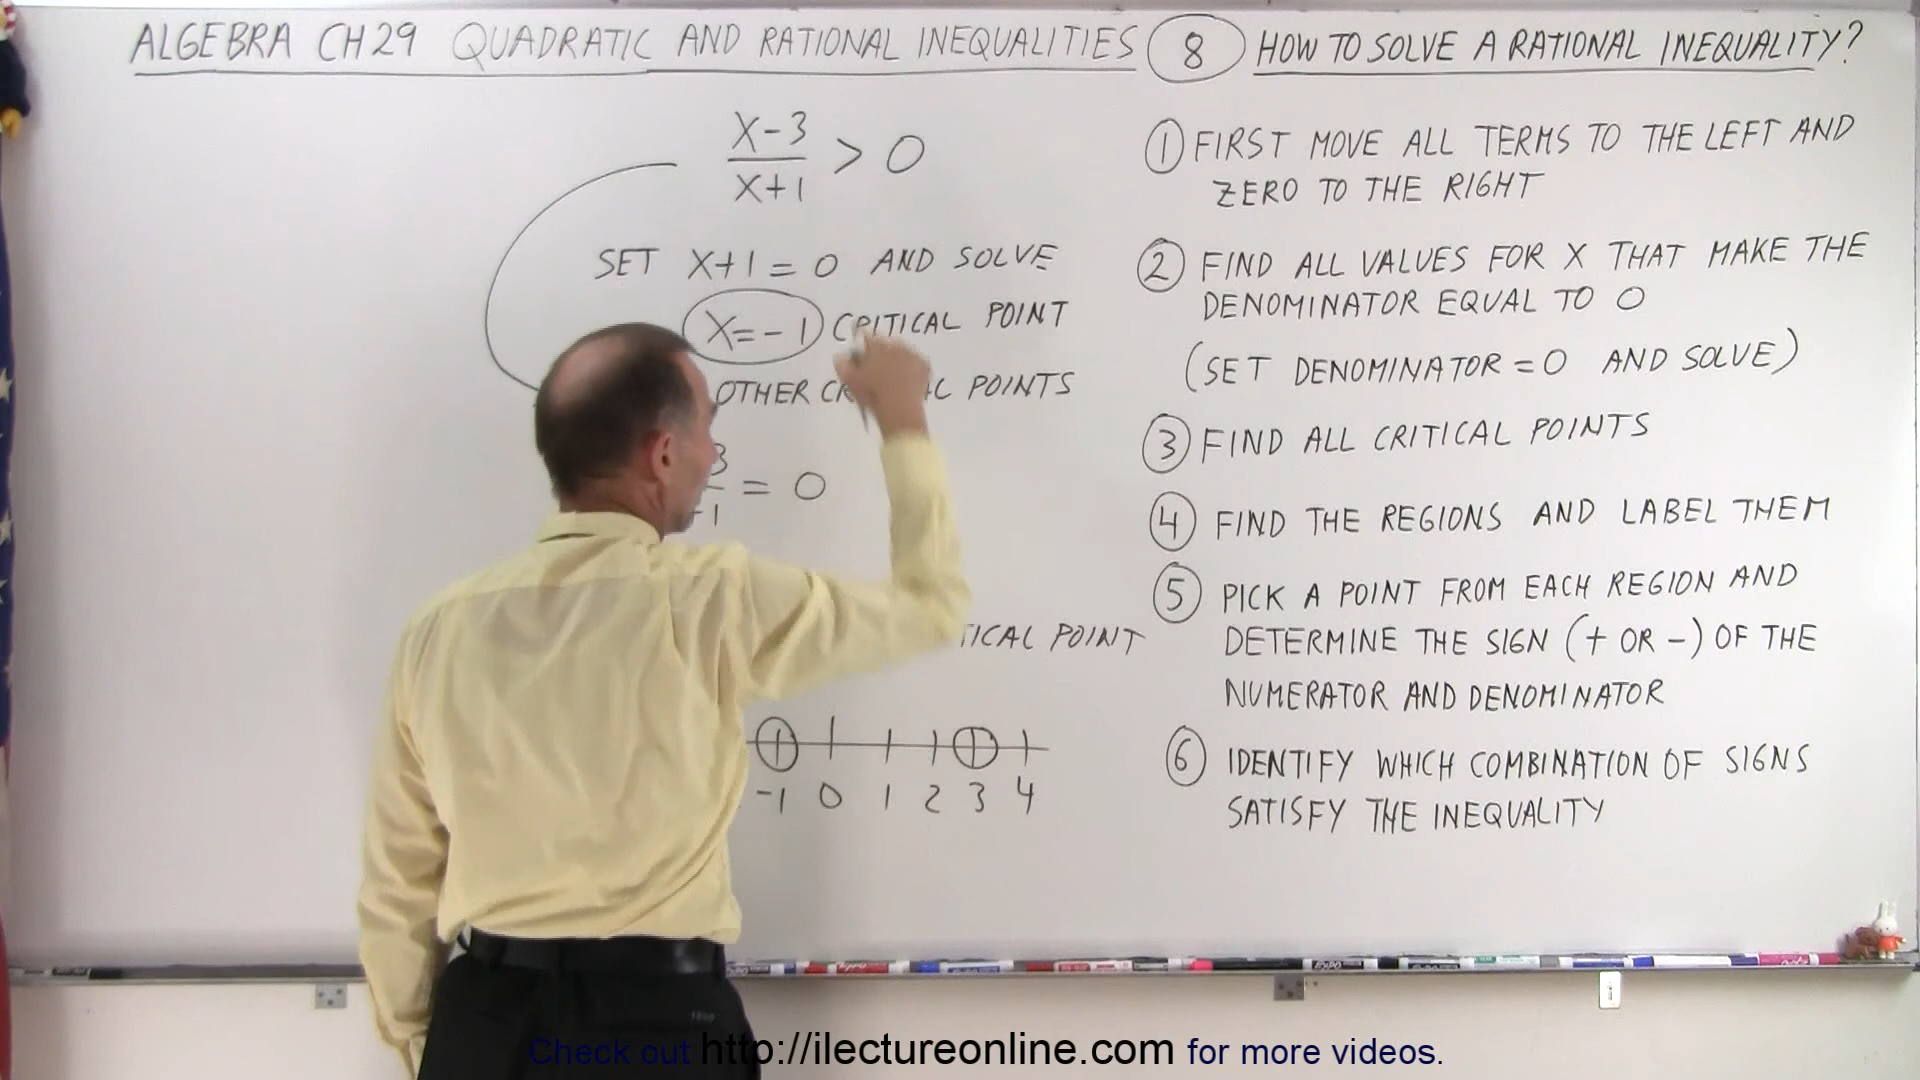 ALGEBRA CH 29 QUADRATIC AND RATIONAL INEQUALITIES 8 HOW TO SOLVE A RATIONAL INEQUALITY?
X-3
X+1
> 0
SET X+1=0 AND SOLVE
X=-1 CRITICAL POINT
OTHER POINTS
3
= 0
1
POINT
-1 0 1 2 3 4
1 FIRST MOVE ALL TERMS TO THE LEFT AND
ZERO TO THE RIGHT
2 FIND ALL VALUES FOR X THAT MAKE THE
DENOMINATOR EQUAL TO 0
(SET DENOMINATOR = 0 AND SOLVE)
3 FIND ALL CRITICAL POINTS
4 FIND THE REGIONS AND LABEL THEM
5 PICK A POINT FROM EACH REGION AND
DETERMINE THE SIGN (+ OR -) OF THE
NUMERATOR AND DENOMINATOR
6 IDENTIFY WHICH COMBINATION OF SIGNS
SATISFY THE INEQUALITY
Check out http://ilectureonline.com for more videos.